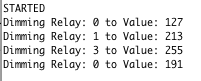 STARTED
Dimming Relay: 0 to Value: 127
Dimming Relay: 1 to Value: 213
Dimming Relay: 3 to Value: 255
Dimming Relay: 0 to Value: 191